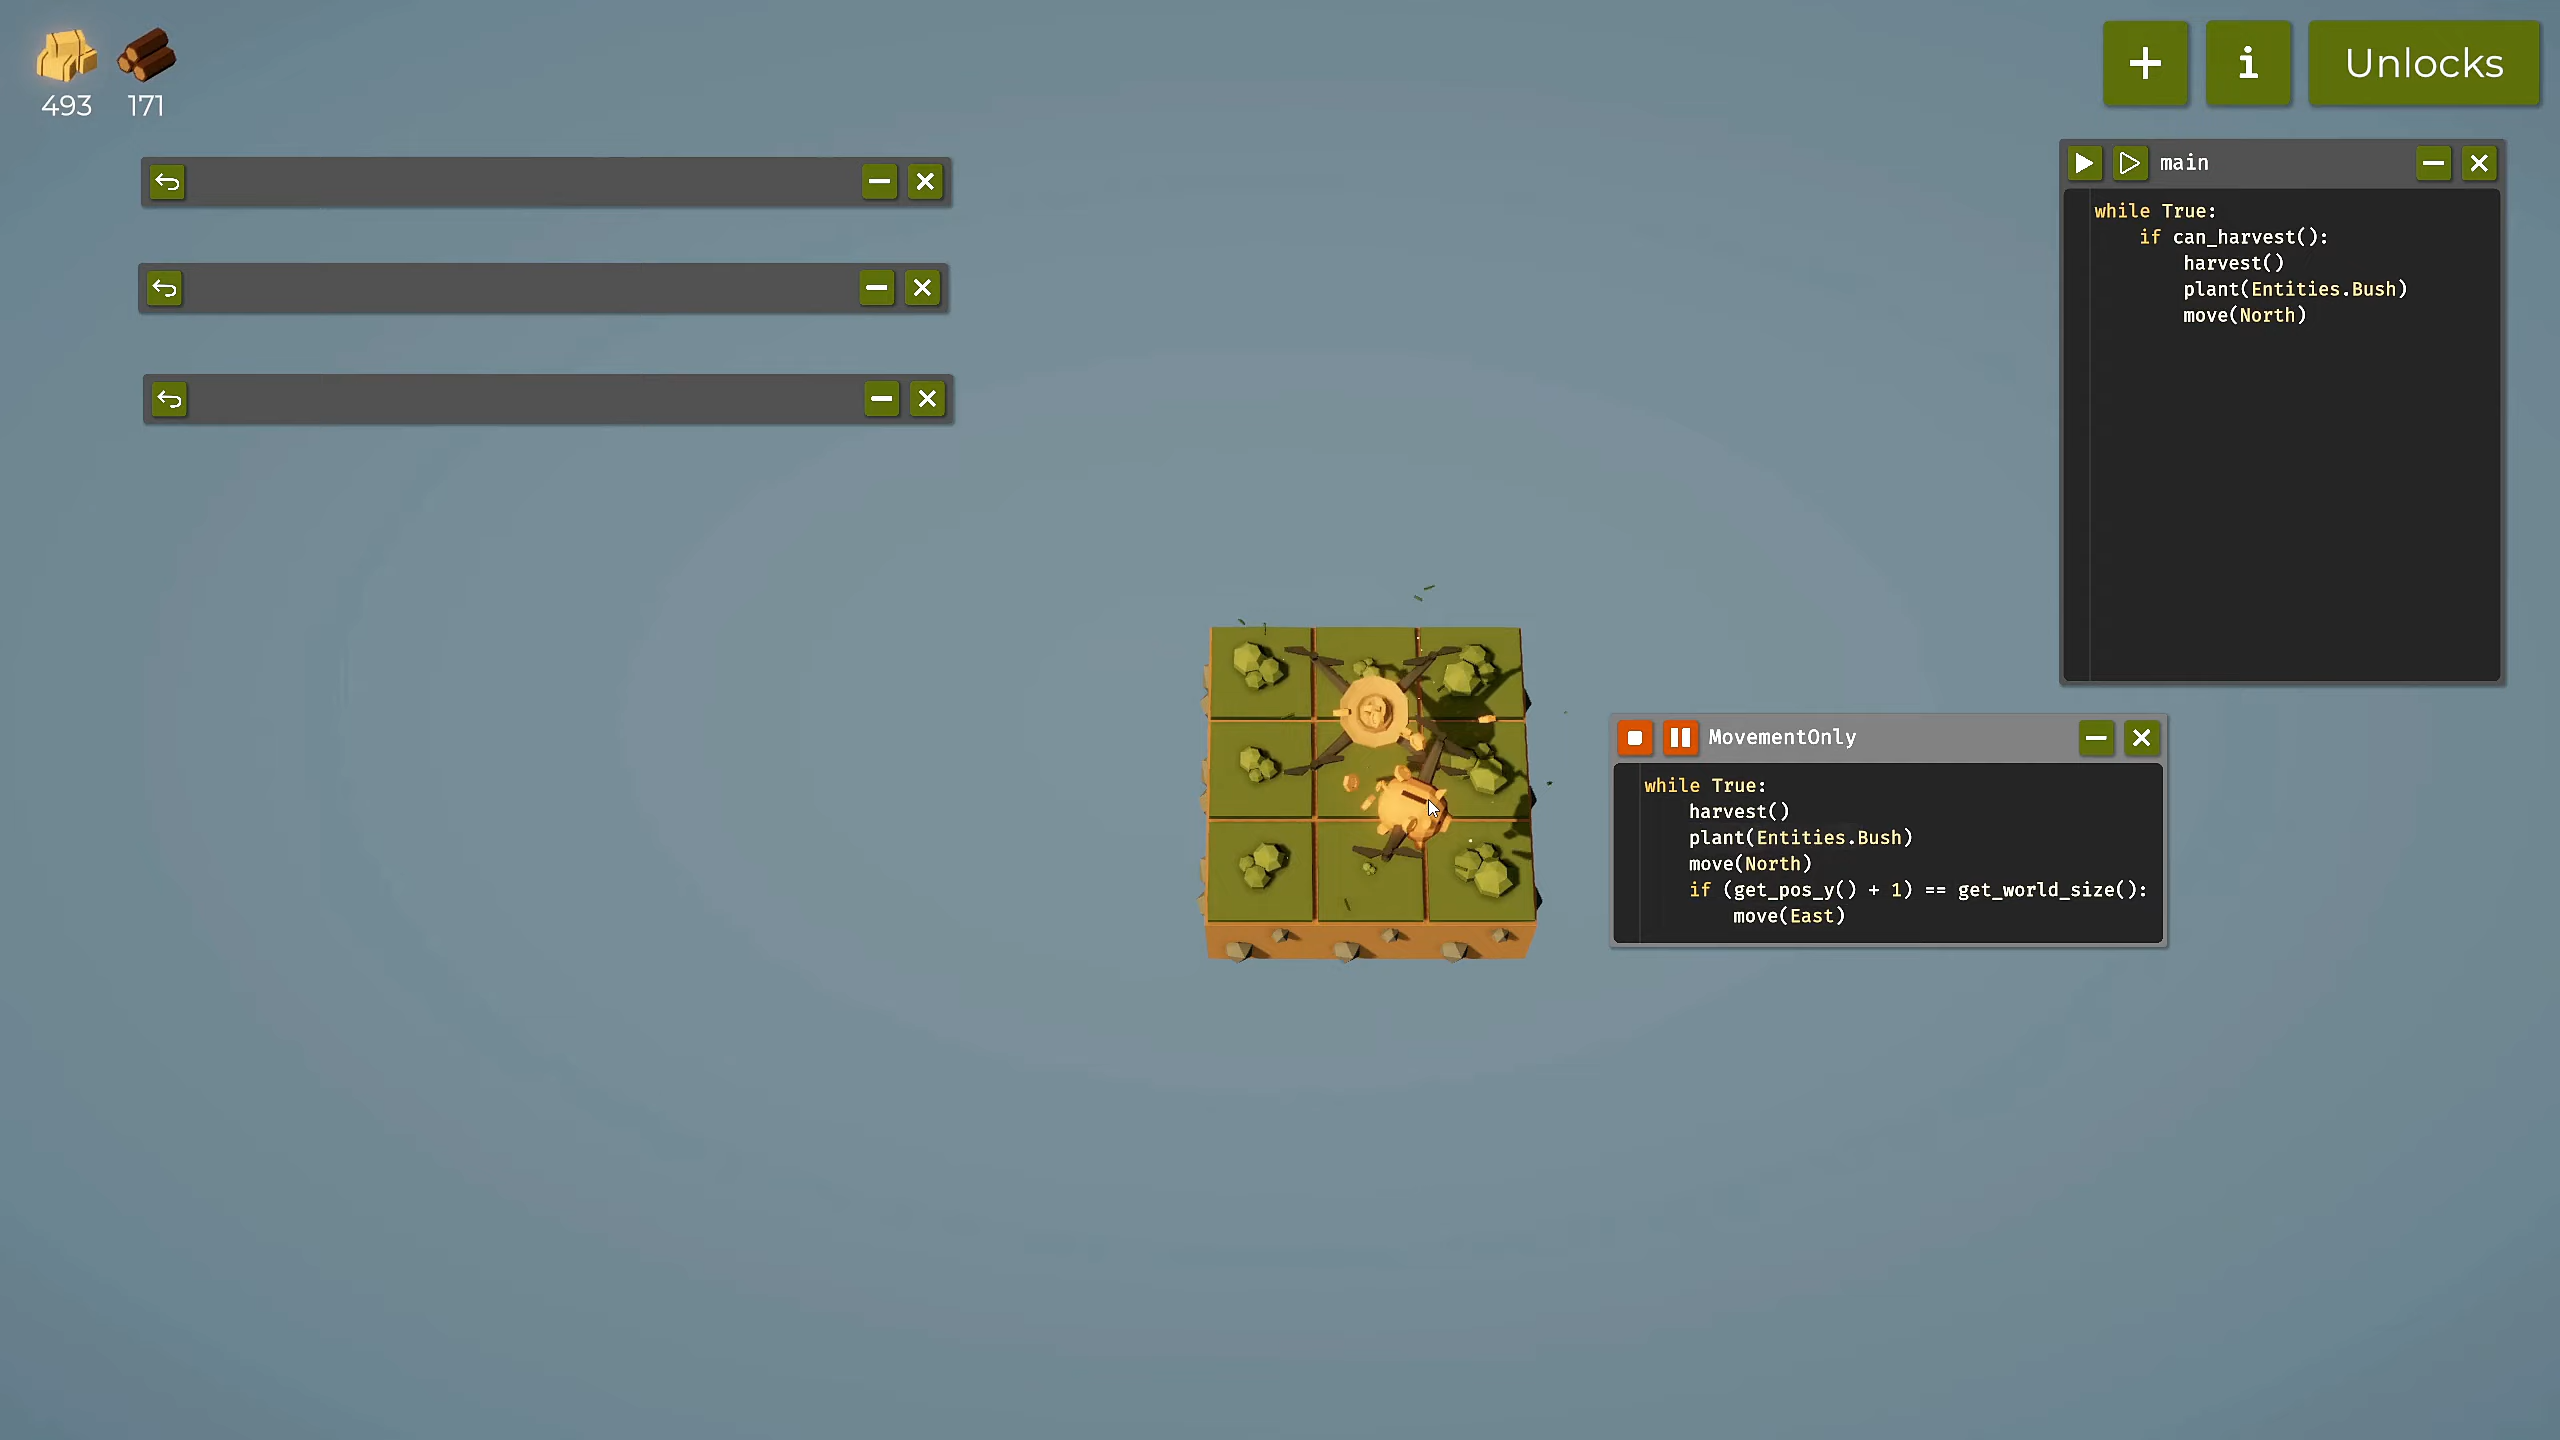 493 171
Unlocks
main
while True:
    if can_harvest():
        harvest()
        plant(Entities.Bush)
        move(North)
MovementOnly
while True:
    harvest()
    plant(Entities.Bush)
    move(North)
    if (get_pos_y() + 1) == get_world_size():
        move(East)